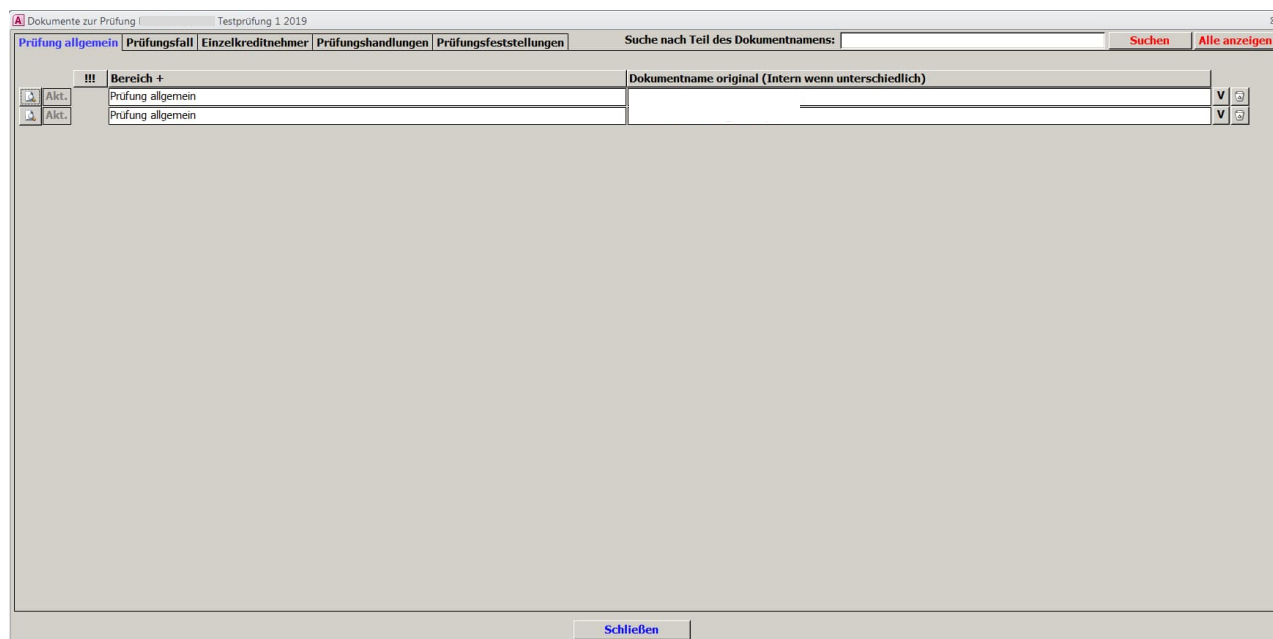 A Dokumente zur Prüfung Testprüfung 1 2019
Prüfung allgemein Prüfungsfall Einzelkreditnehmer Prüfungshandlungen Prüfungsfeststellungen Suche nach Teil des Dokumentnamens: Suchen Alle anzeigen
!!! Bereich + Dokumentname original (Intern wenn unterschiedlich)
Akt. Prüfung allgemein V
Akt. Prüfung allgemein V
Schließen